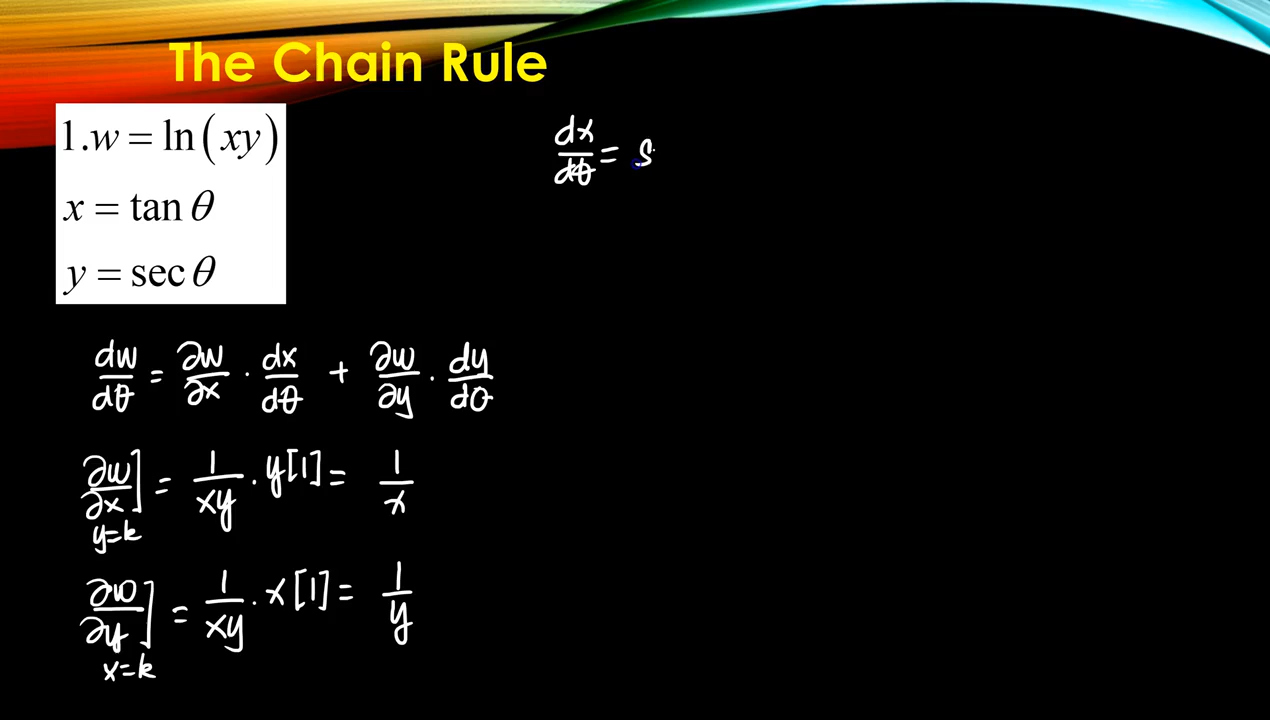 The Chain Rule
1. w = ln(xy)
x = tan θ
y = sec θ
dw/dθ = ∂w/∂x · dx/dθ + ∂w/∂y · dy/dθ
∂w/∂x]y=k = 1/xy · y[1] = 1/x
∂w/∂y]x=k = 1/xy · x[1] = 1/y
dx/dθ = s